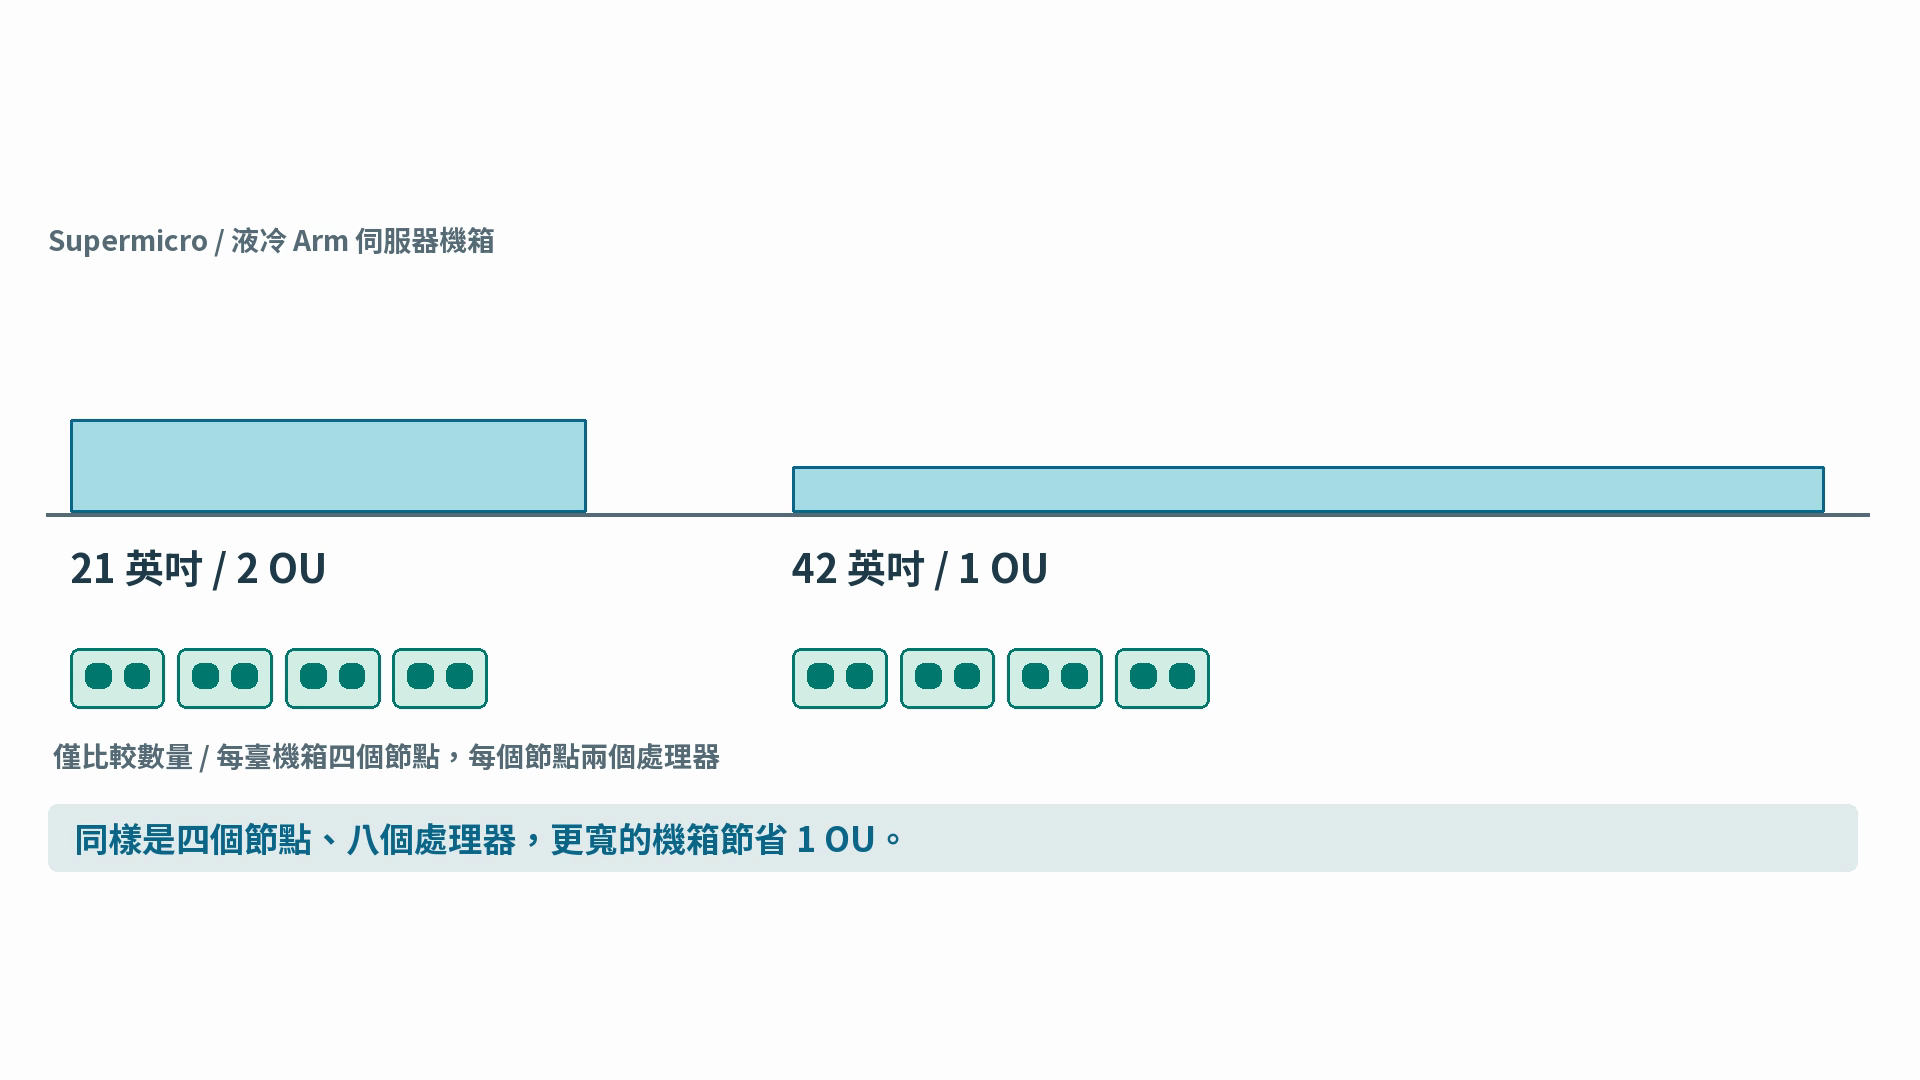 Supermicro / 液冷 Arm 伺服器機箱
21 英吋 / 2 OU
42 英吋 / 1 OU
僅比較數量 / 每臺機箱四個節點，每個節點兩個處理器
同樣是四個節點、八個處理器，更寬的機箱節省 1 OU。